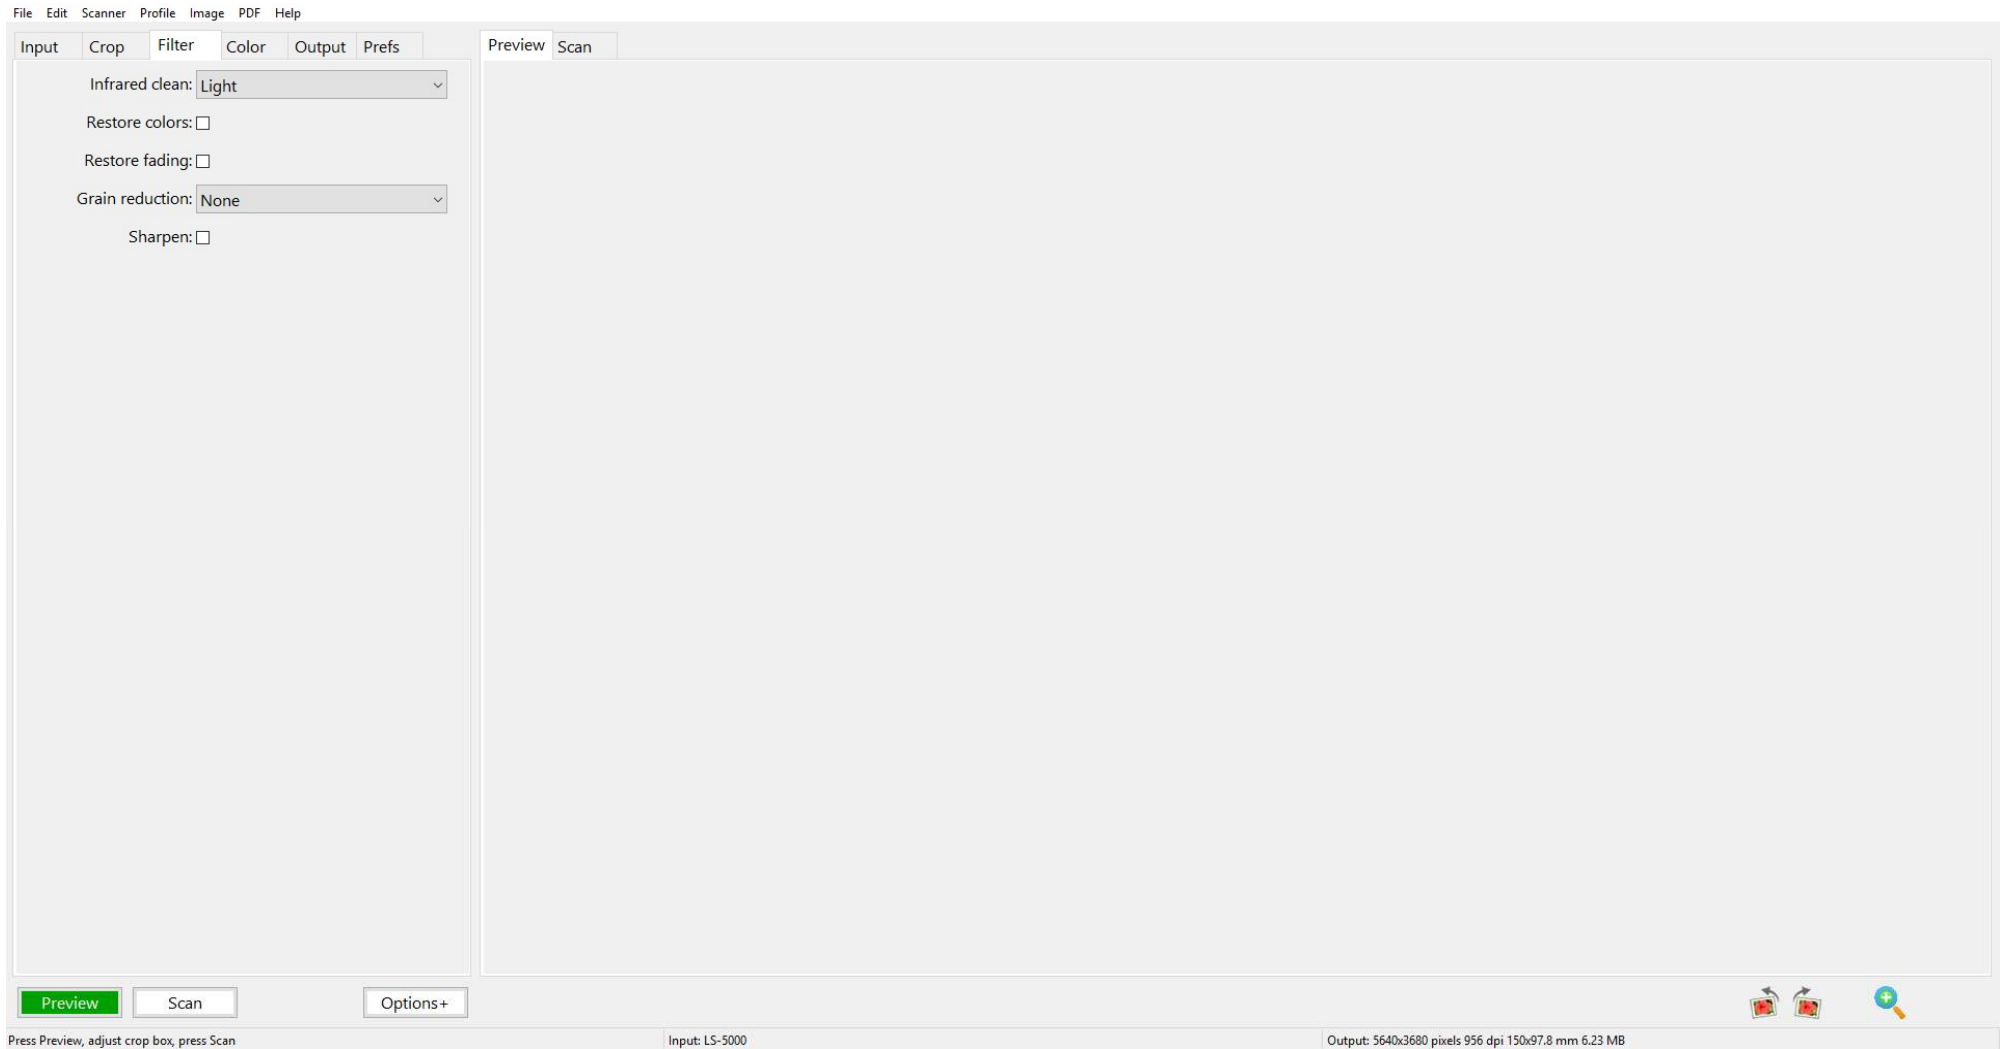 File Edit Scanner Profile Image PDF Help
Input Crop Filter Color Output Prefs
Preview Scan
Infrared clean: Light
Restore colors:
Restore fading:
Grain reduction: None
Sharpen:
Preview Scan Options+
Press Preview, adjust crop box, press Scan
Input: LS-5000
Output: 5640x3680 pixels 956 dpi 150x97.8 mm 6.23 MB